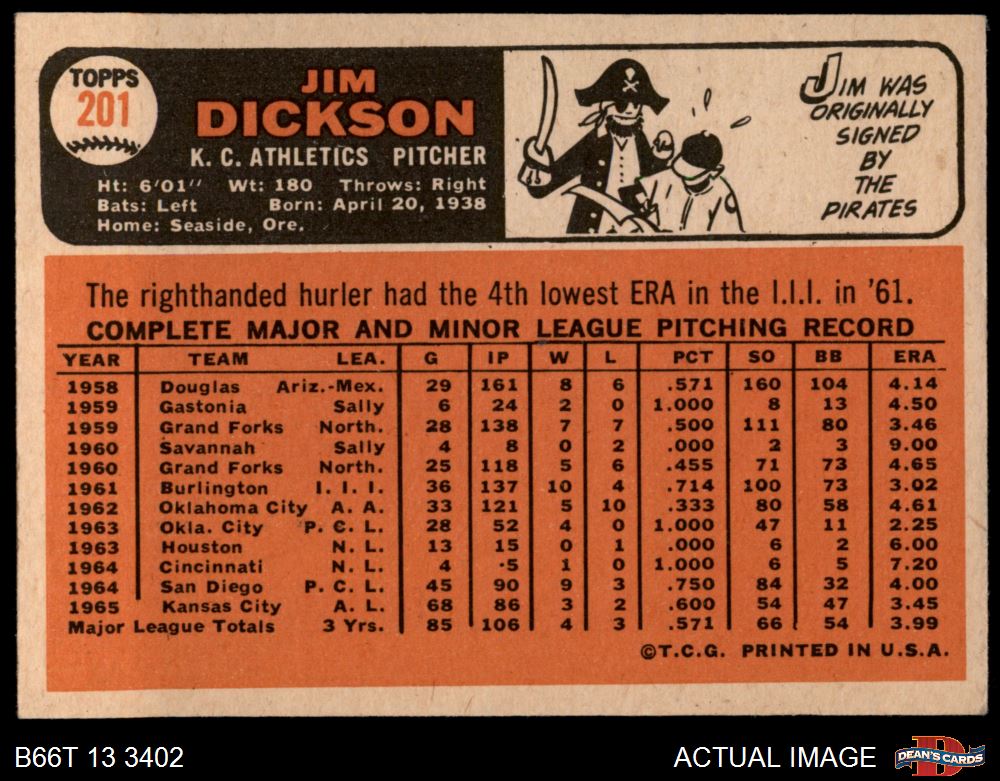 TOPPS
201
JIM
DICKSON
K. C. ATHLETICS PITCHER
Ht: 6'01" Wt: 180 Throws: Right
Bats: Left Born: April 20, 1938
Home: Seaside, Ore.
JIM WAS
ORIGINALLY
SIGNED
BY
THE
PIRATES
The righthanded hurler had the 4th lowest ERA in the I.I.I. in '61.
COMPLETE MAJOR AND MINOR LEAGUE PITCHING RECORD
YEAR TEAM LEA. G IP W L PCT SO BB ERA
1958 Douglas Ariz.-Mex. 29 161 8 6 .571 160 104 4.14
1959 Gastonia Sally 6 24 2 0 1.000 8 13 4.50
1959 Grand Forks North. 28 138 7 7 .500 111 80 3.46
1960 Savannah Sally 4 8 0 2 .000 2 3 9.00
1960 Grand Forks North. 25 118 5 6 .455 71 73 4.65
1961 Burlington I. I. I. 36 137 10 4 .714 100 73 3.02
1962 Oklahoma City A. A. 33 121 5 10 .333 80 58 4.61
1963 Okla. City P. C. L. 28 52 4 0 1.000 47 11 2.25
1963 Houston N. L. 13 15 0 1 .000 6 2 6.00
1964 Cincinnati N. L. 4 5 1 0 1.000 6 5 7.20
1964 San Diego P. C. L. 45 90 9 3 .750 84 32 4.00
1965 Kansas City A. L. 68 86 3 2 .600 54 47 3.45
Major League Totals 3 Yrs. 85 106 4 3 .571 66 54 3.99
©T.C.G. PRINTED IN U.S.A.
B66T 13 3402 ACTUAL IMAGE DEAN'S CARDS